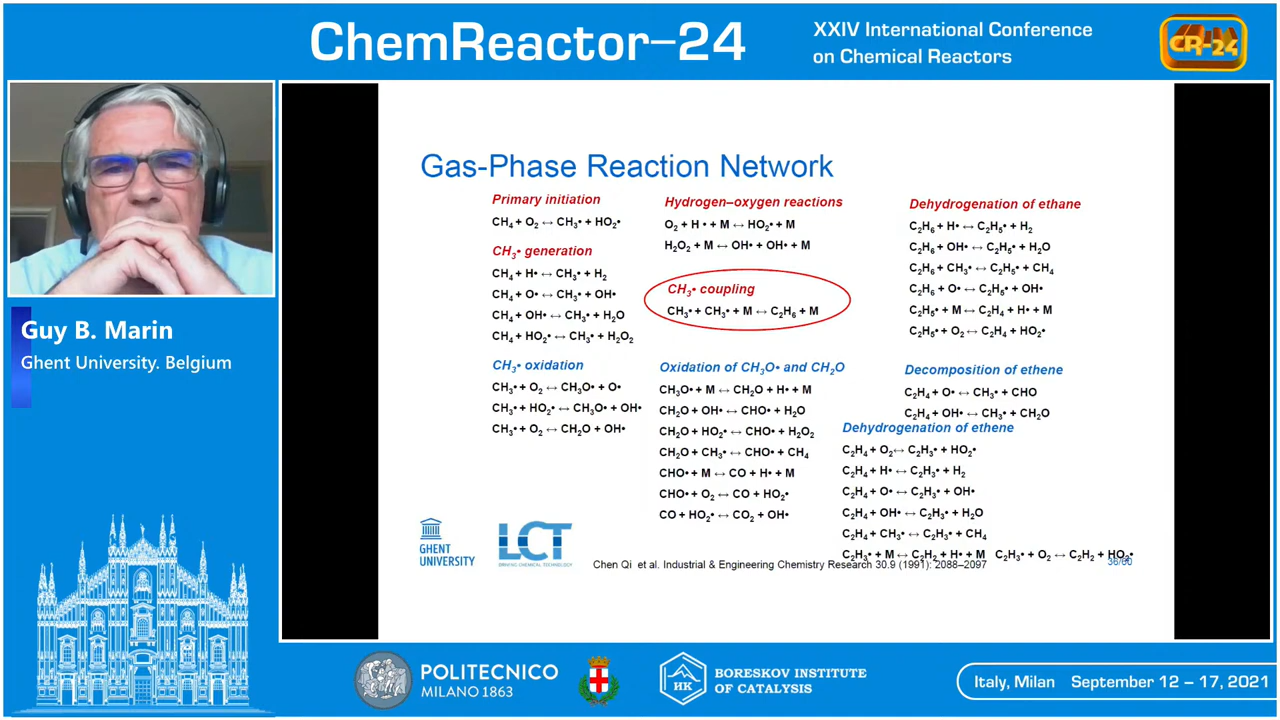 ChemReactor–24
XXIV International Conference
on Chemical Reactors
CR-24
Guy B. Marin
Ghent University. Belgium
Gas-Phase Reaction Network
Primary initiation
CH₄ + O₂ ↔ CH₃• + HO₂•
CH₃• generation
CH₄ + H• ↔ CH₃• + H₂
CH₄ + O• ↔ CH₃• + OH•
CH₄ + OH• ↔ CH₃• + H₂O
CH₄ + HO₂• ↔ CH₃• + H₂O₂
CH₃• oxidation
CH₃• + O₂ ↔ CH₃O• + O•
CH₃• + HO₂• ↔ CH₃O• + OH•
CH₃• + O₂ ↔ CH₂O + OH•
Hydrogen–oxygen reactions
O₂ + H • + M ↔ HO₂• + M
H₂O₂ + M ↔ OH• + OH• + M
CH₃• coupling
CH₃• + CH₃• + M ↔ C₂H₆ + M
Oxidation of CH₃O• and CH₂O
CH₃O• + M ↔ CH₂O + H• + M
CH₂O + OH• ↔ CHO• + H₂O
CH₂O + HO₂• ↔ CHO• + H₂O₂
CH₂O + CH₃• ↔ CHO• + CH₄
CHO• + M ↔ CO + H• + M
CHO• + O₂ ↔ CO + HO₂•
CO + HO₂• ↔ CO₂ + OH•
Dehydrogenation of ethane
C₂H₆ + H• ↔ C₂H₅• + H₂
C₂H₆ + OH• ↔ C₂H₅• + H₂O
C₂H₆ + CH₃• ↔ C₂H₅• + CH₄
C₂H₆ + O• ↔ C₂H₅• + OH•
C₂H₅• + M ↔ C₂H₄ + H• + M
C₂H₅• + O₂ ↔ C₂H₄ + HO₂•
Decomposition of ethene
C₂H₄ + O• ↔ CH₃• + CHO
C₂H₄ + OH• ↔ CH₃• + CH₂O
Dehydrogenation of ethene
C₂H₄ + O₂ ↔ C₂H₃• + HO₂•
C₂H₄ + H• ↔ C₂H₃• + H₂
C₂H₄ + O• ↔ C₂H₃• + OH•
C₂H₄ + OH• ↔ C₂H₃• + H₂O
C₂H₄ + CH₃• ↔ C₂H₃• + CH₄
C₂H₃• + M ↔ C₂H₂ + H• + M C₂H₃• + O₂ ↔ C₂H₂ + HO₂•
GHENT
UNIVERSITY
LCT
Chen Qi et al. Industrial & Engineering Chemistry Research 30.9 (1991): 2088–2097
36/60
POLITECNICO
MILANO 1863
HK
BORESKOV INSTITUTE
OF CATALYSIS
Italy, Milan September 12 – 17, 2021